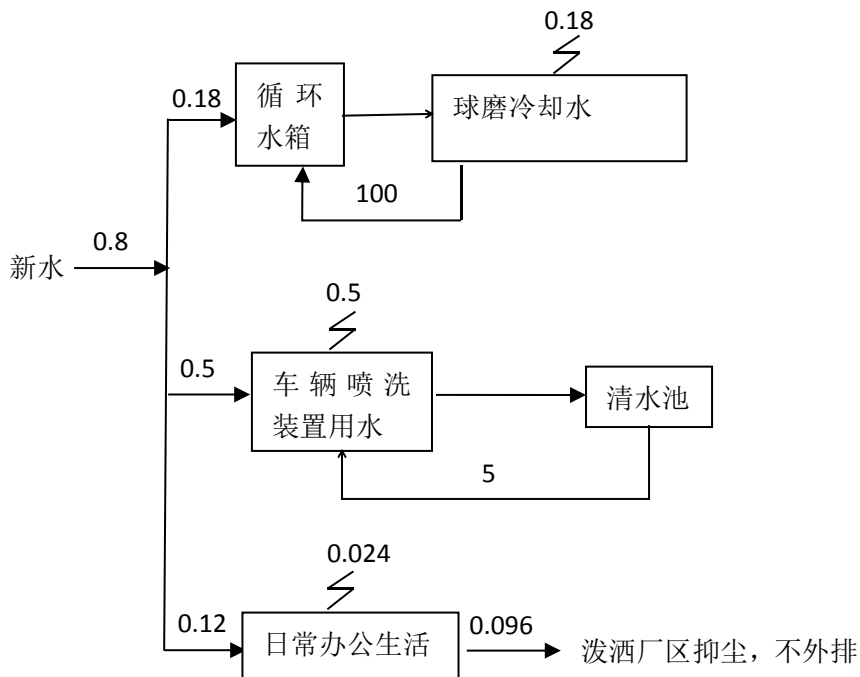 0.18
0.18
循环
水箱
球磨冷却水
100
0.8
新水
0.5
0.5
车辆喷洗
装置用水
清水池
5
0.024
0.12
日常办公生活
0.096
泼洒厂区抑尘，不外排